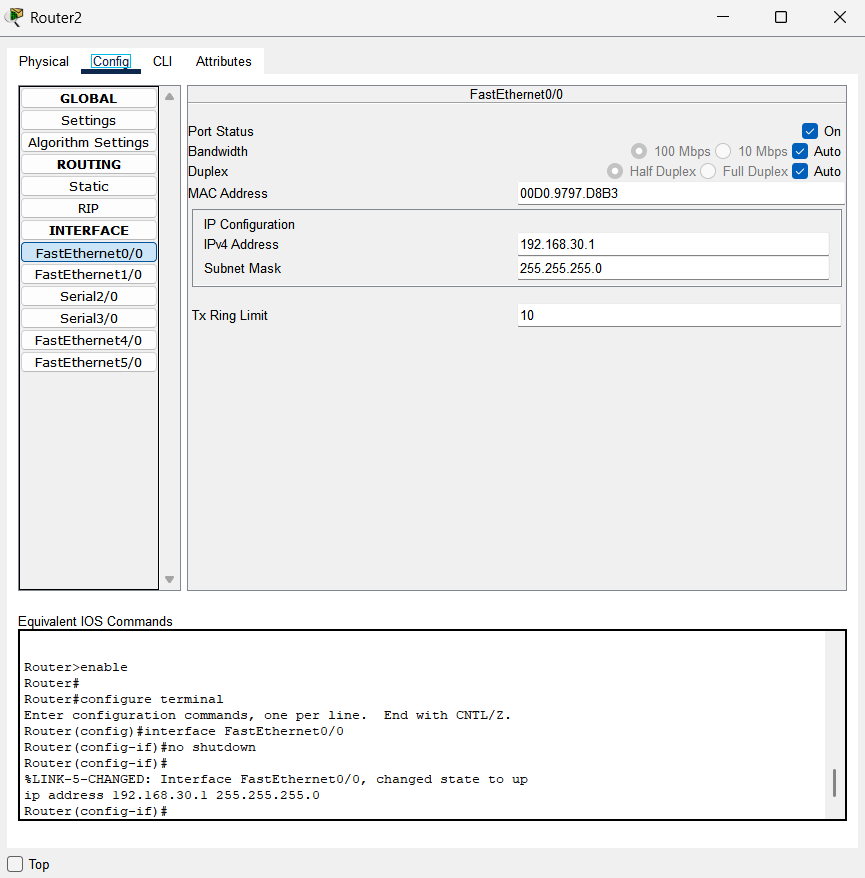 Router2
Physical Config CLI Attributes
GLOBAL
Settings
Algorithm Settings
ROUTING
Static
RIP
INTERFACE
FastEthernet0/0
FastEthernet1/0
Serial2/0
Serial3/0
FastEthernet4/0
FastEthernet5/0
FastEthernet0/0
Port Status On
Bandwidth 100 Mbps 10 Mbps Auto
Duplex Half Duplex Full Duplex Auto
MAC Address 00D0.9797.D8B3
IP Configuration
IPv4 Address 192.168.30.1
Subnet Mask 255.255.255.0
Tx Ring Limit 10
Equivalent IOS Commands
Router>enable
Router#
Router#configure terminal
Enter configuration commands, one per line.  End with CNTL/Z.
Router(config)#interface FastEthernet0/0
Router(config-if)#no shutdown
Router(config-if)#
%LINK-5-CHANGED: Interface FastEthernet0/0, changed state to up
ip address 192.168.30.1 255.255.255.0
Router(config-if)#
Top